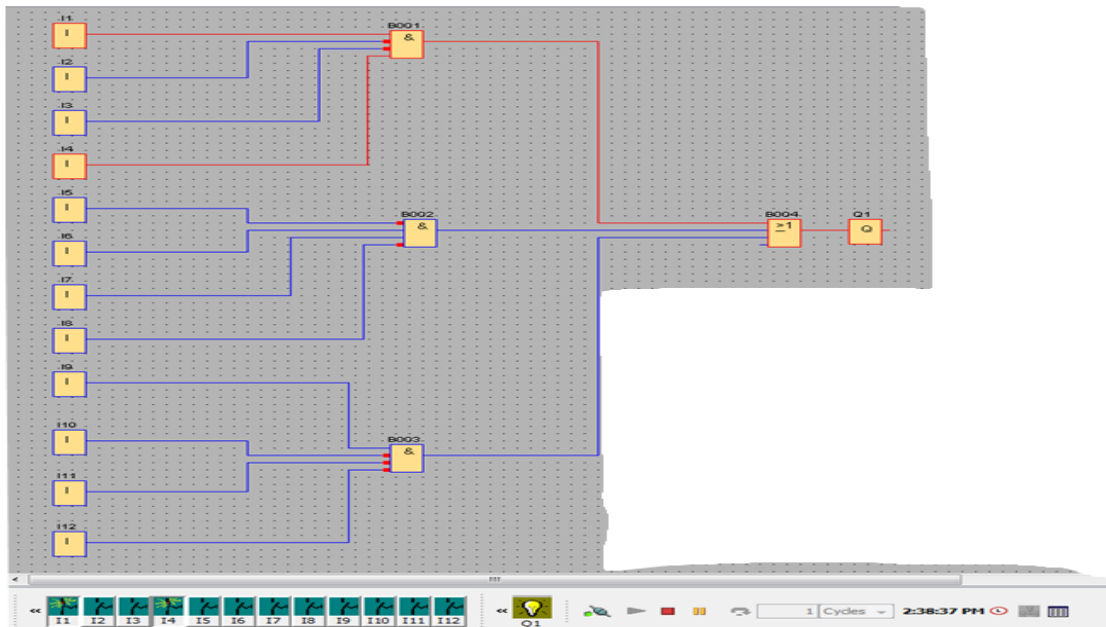 I1
B001
I
&
I2
I
I3
I
I4
I
I5
B002
B004
Q1
I
&
≥1
Q
I6
I
I7
I
I8
I
I9
I
I10
B003
I
&
I11
I
I12
I
« I1 I2 I3 I4 I5 I6 I7 I8 I9 I10 I11 I12 « Q1 1 Cycles 2:38:37 PM